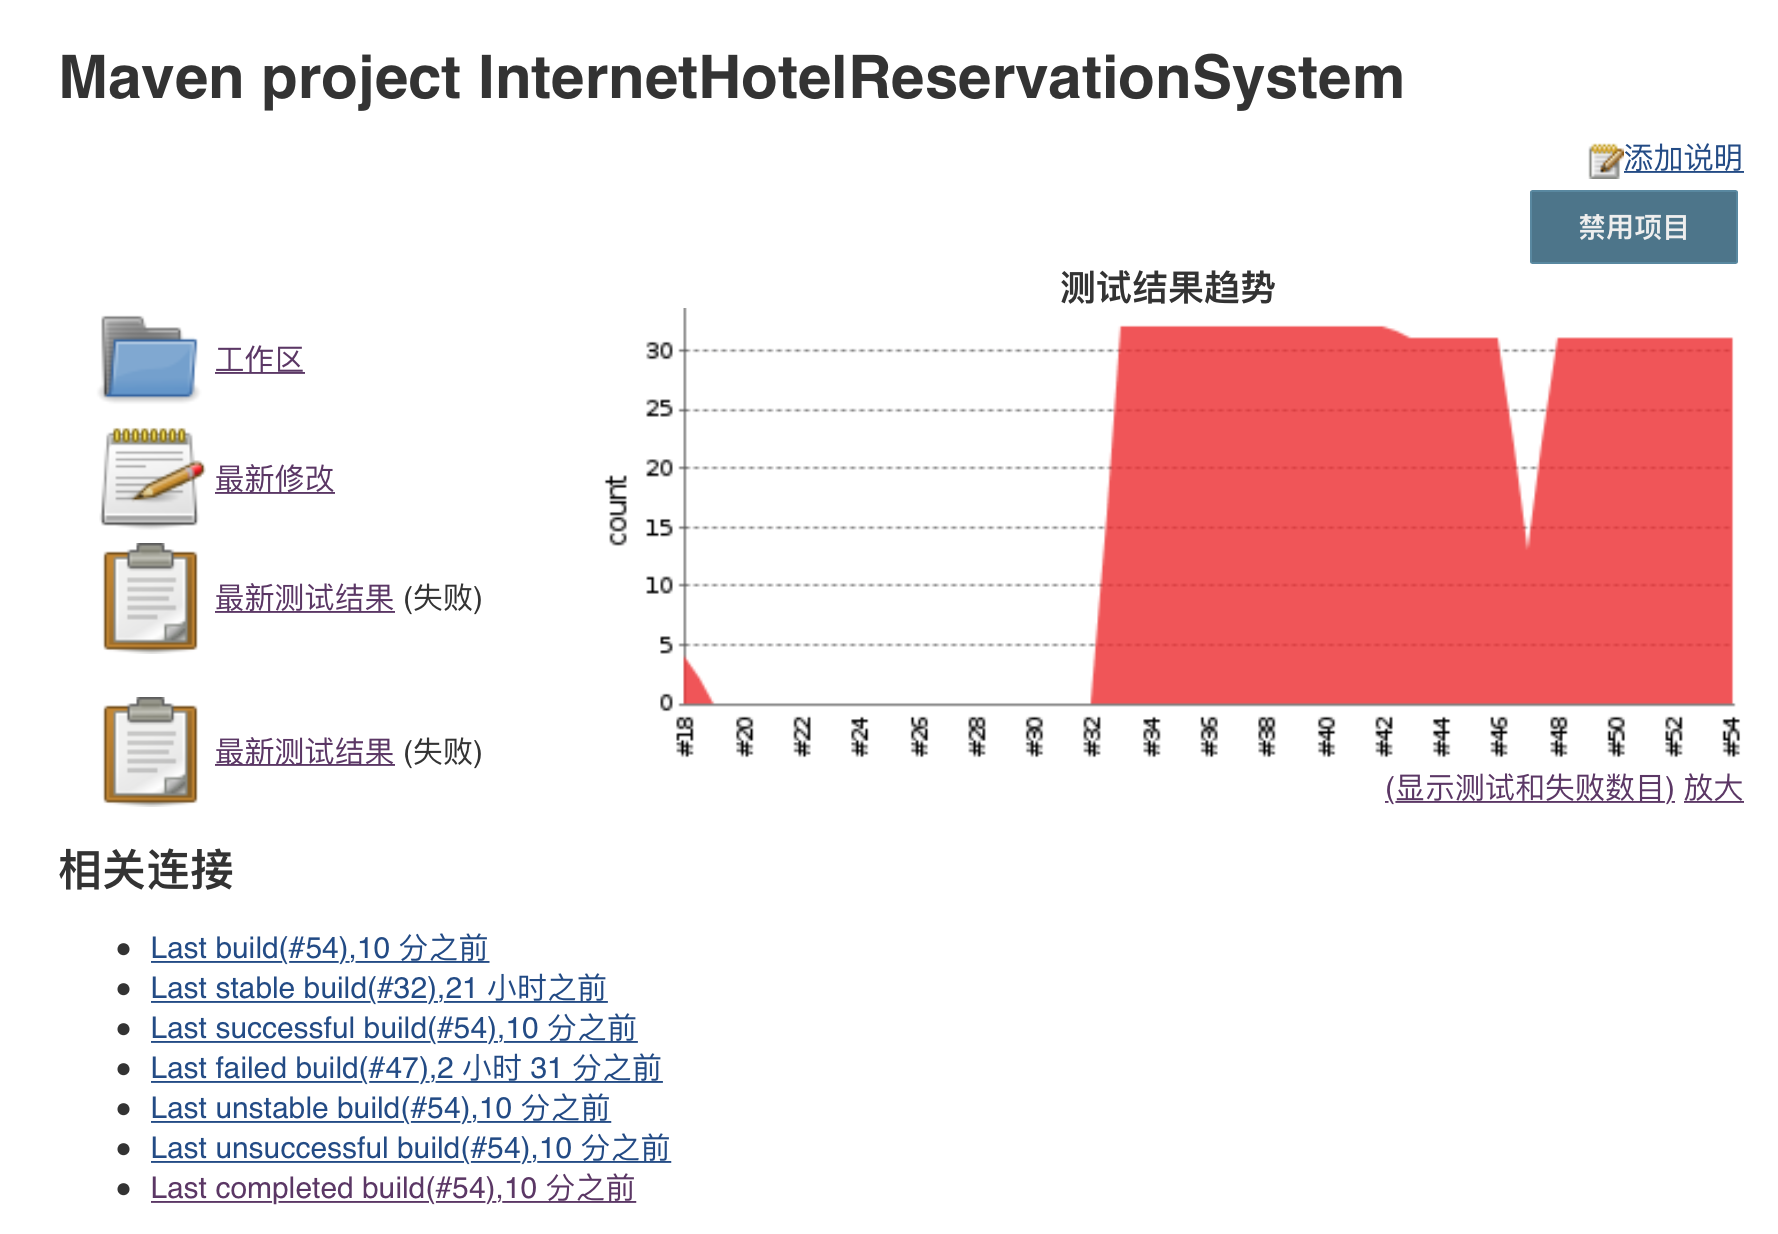 Maven project InternetHotelReservationSystem
添加说明
禁用项目
工作区
最新修改
最新测试结果 (失败)
最新测试结果 (失败)
测试结果趋势
count
30
25
20
15
10
5
0
#18 #20 #22 #24 #26 #28 #30 #32 #34 #36 #38 #40 #42 #44 #46 #48 #50 #52 #54
(显示测试和失败数目) 放大
相关连接
Last build(#54),10 分之前
Last stable build(#32),21 小时之前
Last successful build(#54),10 分之前
Last failed build(#47),2 小时 31 分之前
Last unstable build(#54),10 分之前
Last unsuccessful build(#54),10 分之前
Last completed build(#54),10 分之前